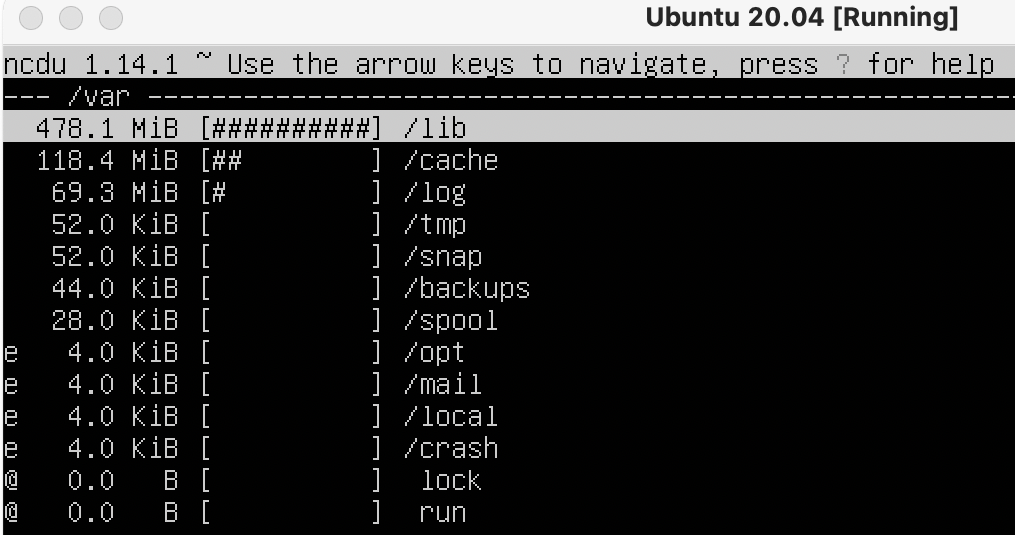 Ubuntu 20.04 [Running]
ncdu 1.14.1 ~ Use the arrow keys to navigate, press ? for help
--- /var ----------------------------------------------------------------
  478.1 MiB [##########] /lib
  118.4 MiB [##        ] /cache
   69.3 MiB [#         ] /log
   52.0 KiB [          ] /tmp
   52.0 KiB [          ] /snap
   44.0 KiB [          ] /backups
   28.0 KiB [          ] /spool
e   4.0 KiB [          ] /opt
e   4.0 KiB [          ] /mail
e   4.0 KiB [          ] /local
e   4.0 KiB [          ] /crash
@   0.0   B [          ]  lock
@   0.0   B [          ]  run